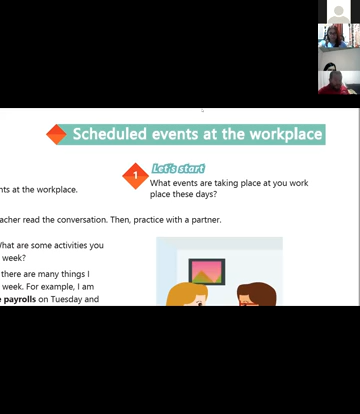 Scheduled events at the workplace
1
Let's start
What events are taking place at you work
place these days?
nts at the workplace.
acher read the conversation. Then, practice with a partner.
hat are some activities you
week?
there are many things I
week. For example, I am
payrolls on Tuesday and